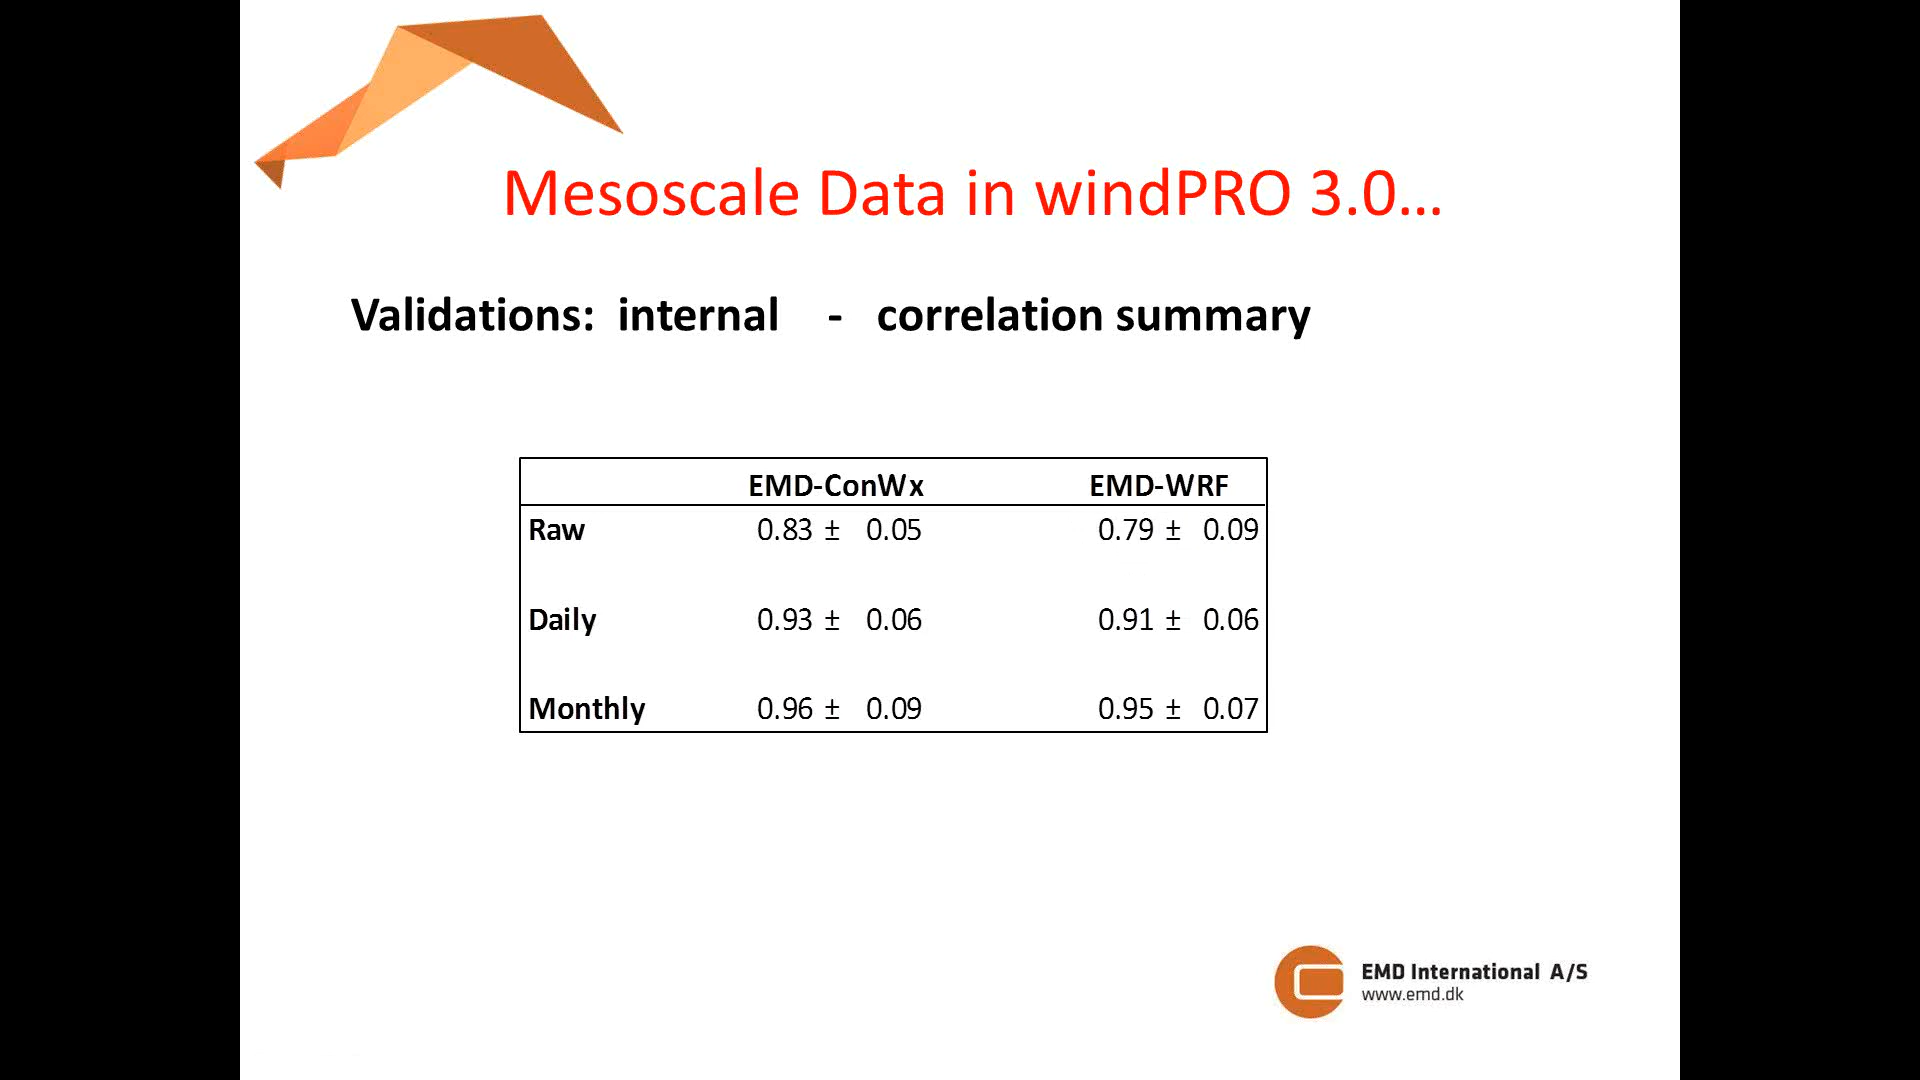 Mesoscale Data in windPRO 3.0...
Validations: internal - correlation summary
EMD-ConWx EMD-WRF
Raw 0.83 ± 0.05 0.79 ± 0.09
Daily 0.93 ± 0.06 0.91 ± 0.06
Monthly 0.96 ± 0.09 0.95 ± 0.07
EMD International A/S
www.emd.dk